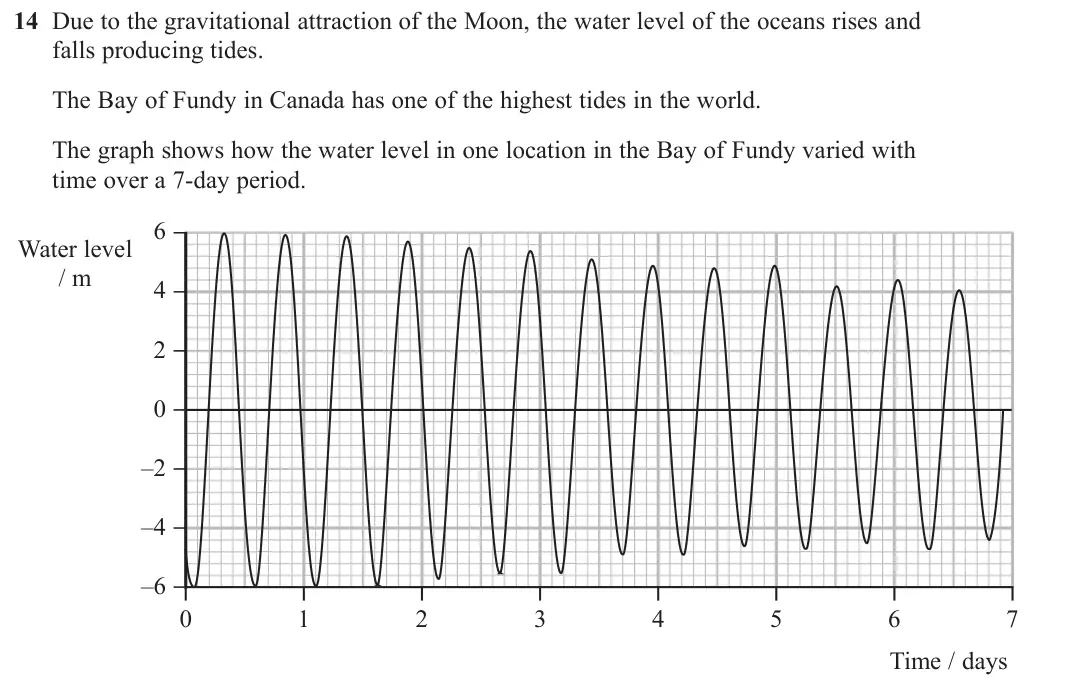 14 Due to the gravitational attraction of the Moon, the water level of the oceans rises and
falls producing tides.
The Bay of Fundy in Canada has one of the highest tides in the world.
The graph shows how the water level in one location in the Bay of Fundy varied with
time over a 7-day period.
Water level
/ m
6
4
2
0
–2
–4
–6
0 1 2 3 4 5 6 7
Time / days